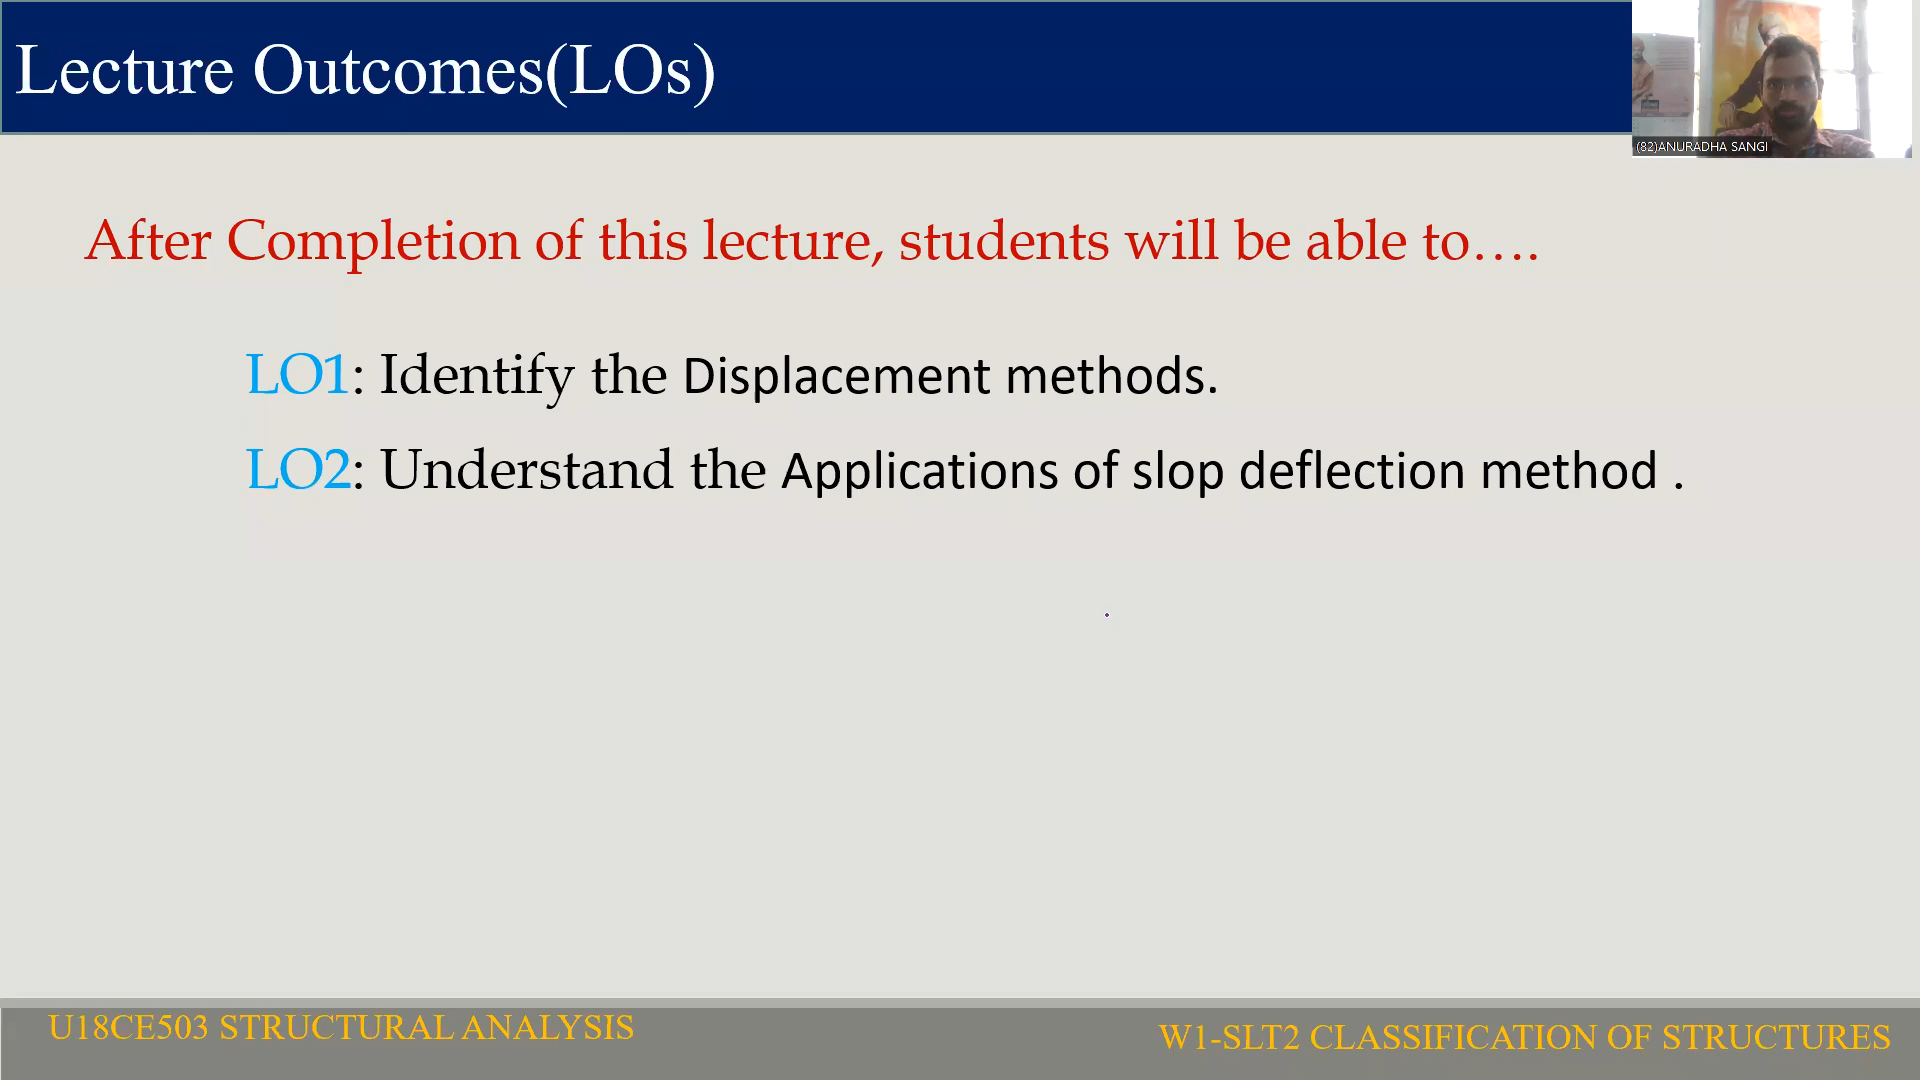 Lecture Outcomes(LOs)
(82)ANURADHA SANGI
After Completion of this lecture, students will be able to….
LO1: Identify the Displacement methods.
LO2: Understand the Applications of slop deflection method .
U18CE503 STRUCTURAL ANALYSIS
W1-SLT2 CLASSIFICATION OF STRUCTURES